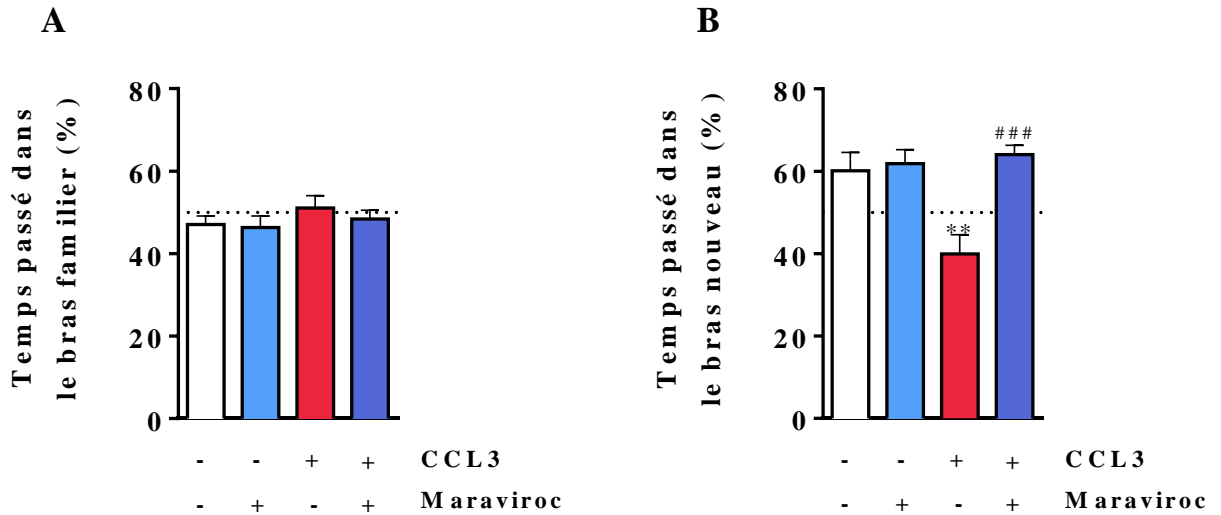 A
Temps passé dans
le bras familier (%)
80
60
40
20
0
- - + + CCL3
- + - + Maraviroc
B
Temps passé dans
le bras nouveau (%)
80
60
40
20
0
**
###
- - + + CCL3
- + - + Maraviroc